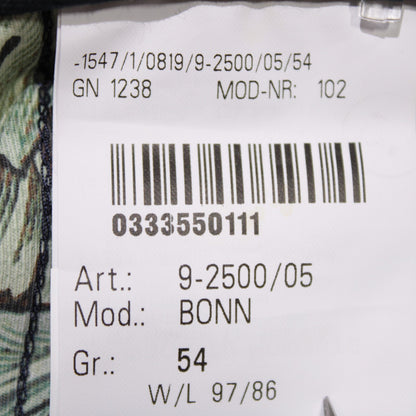 -1547/1/0819/9-2500/05/54
GN 1238 MOD-NR: 102
0333550111
Art.: 9-2500/05
Mod.: BONN
Gr.: 54
W/L 97/86